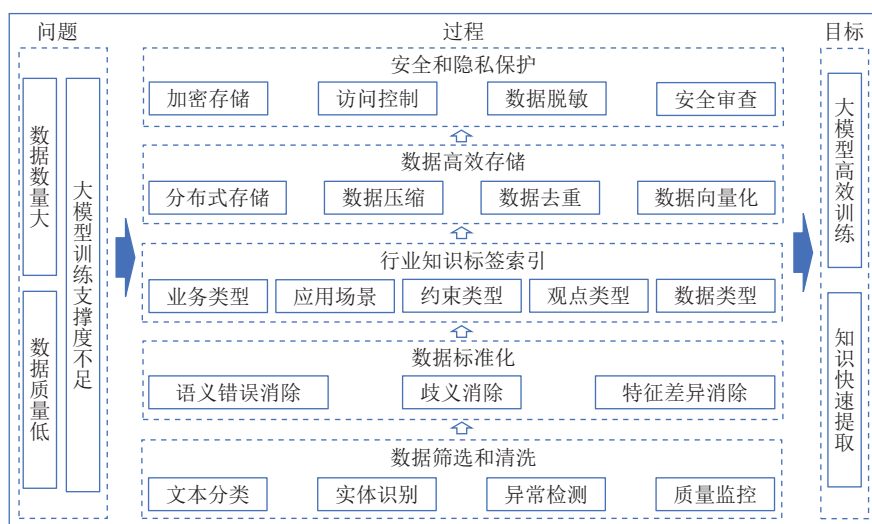 问题
数据数量大
数据质量低
大模型训练支撑度不足
过程
安全和隐私保护
加密存储
访问控制
数据脱敏
安全审查
数据高效存储
分布式存储
数据压缩
数据去重
数据向量化
行业知识标签索引
业务类型
应用场景
约束类型
观点类型
数据类型
数据标准化
语义错误消除
歧义消除
特征差异消除
数据筛选和清洗
文本分类
实体识别
异常检测
质量监控
目标
大模型高效训练
知识快速提取